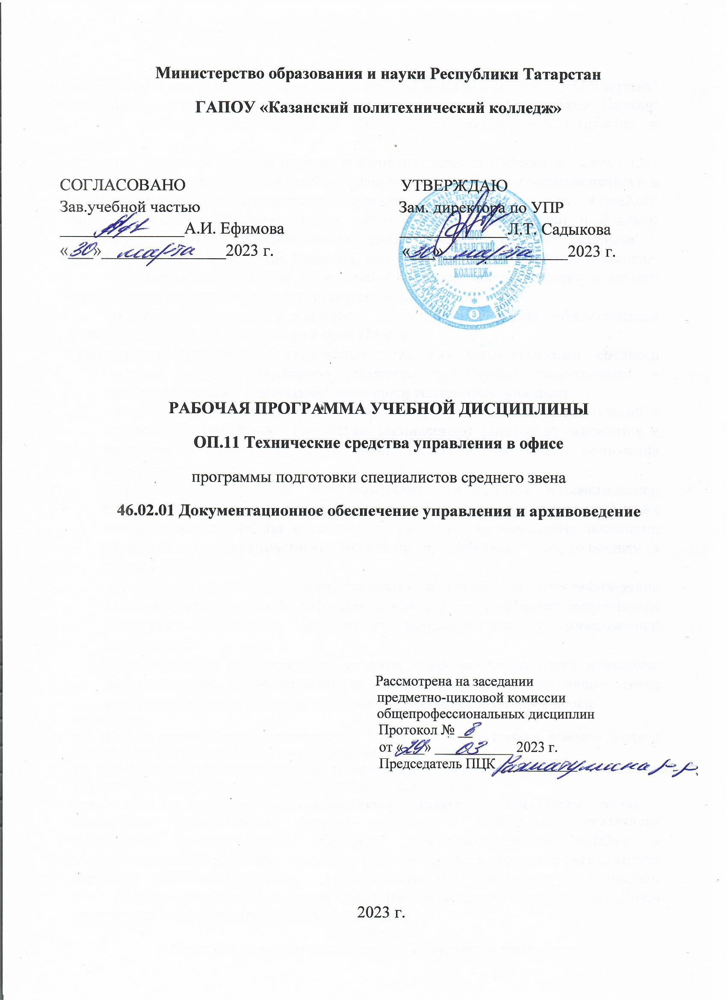 Министерство образования и науки Республики Татарстан
ГАПОУ «Казанский политехнический колледж»
СОГЛАСОВАНО
Зав.учебной частью
А.И. Ефимова
«30» марта 2023 г.
УТВЕРЖДАЮ
Зам. директора по УПР
Л.Т. Садыкова
«30» марта 2023 г.
ГАПОУ
«КАЗАНСКИЙ
ПОЛИТЕХНИЧЕСКИЙ
КОЛЛЕДЖ»
3
РАБОЧАЯ ПРОГРАММА УЧЕБНОЙ ДИСЦИПЛИНЫ
ОП.11 Технические средства управления в офисе
программы подготовки специалистов среднего звена
46.02.01 Документационное обеспечение управления и архивоведение
Рассмотрена на заседании
предметно-цикловой комиссии
общепрофессиональных дисциплин
Протокол № 8
от «29» 03 2023 г.
Председатель ПЦК Рахматуллина
2023 г.